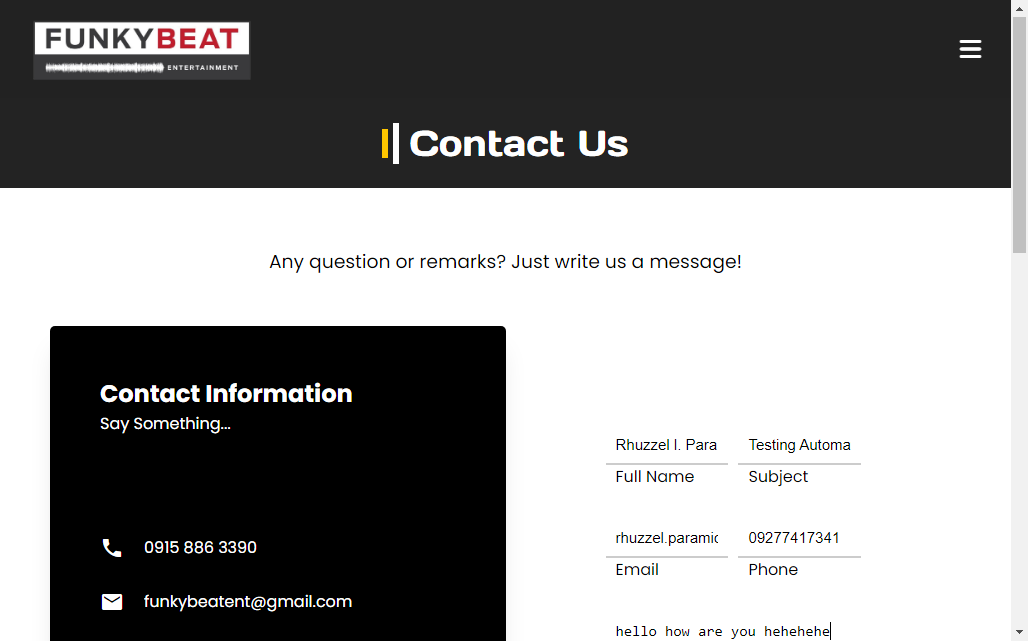 FUNKYBEAT
ENTERTAINMENT
Contact Us
Any question or remarks? Just write us a message!
Contact Information
Say Something...
0915 886 3390
funkybeatent@gmail.com
Rhuzzel I. Para Testing Automa
Full Name Subject
rhuzzel.paramic 09277417341
Email Phone
hello how are you hehehehe